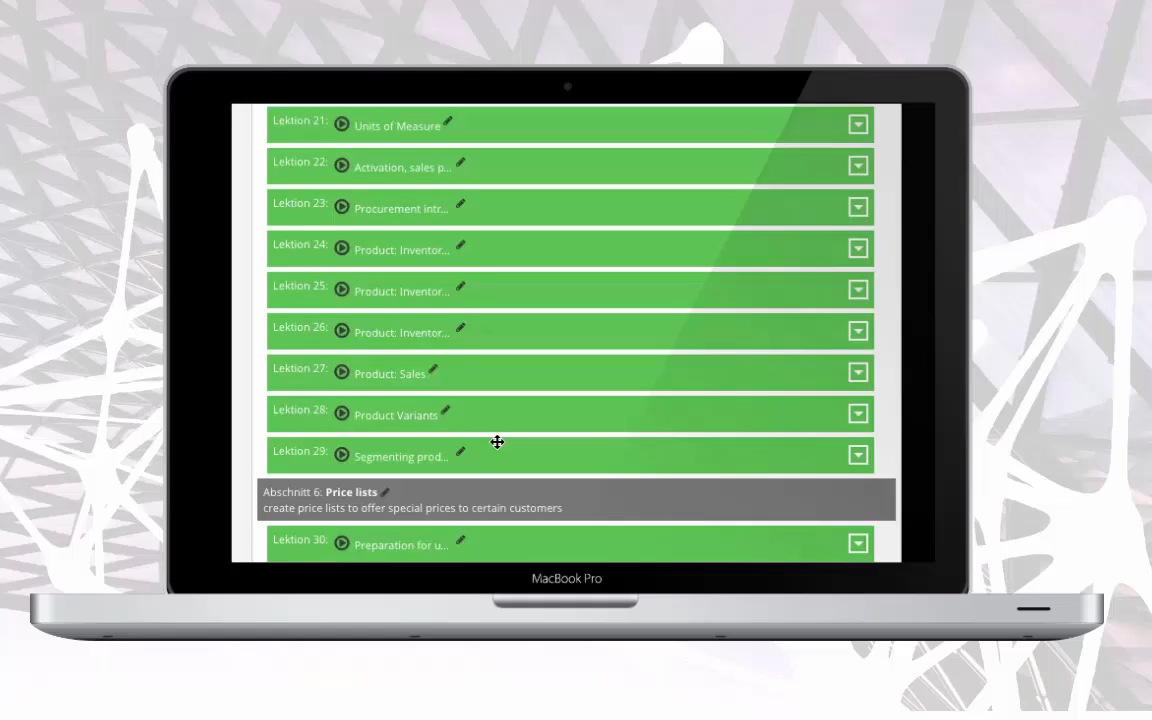 Lektion 21: Units of Measure
Lektion 22: Activation, sales p...
Lektion 23: Procurement intr...
Lektion 24: Product: Inventor...
Lektion 25: Product: Inventor...
Lektion 26: Product: Inventor...
Lektion 27: Product: Sales
Lektion 28: Product Variants
Lektion 29: Segmenting prod...
Abschnitt 6: Price lists
create price lists to offer special prices to certain customers
Lektion 30: Preparation for u...
MacBook Pro